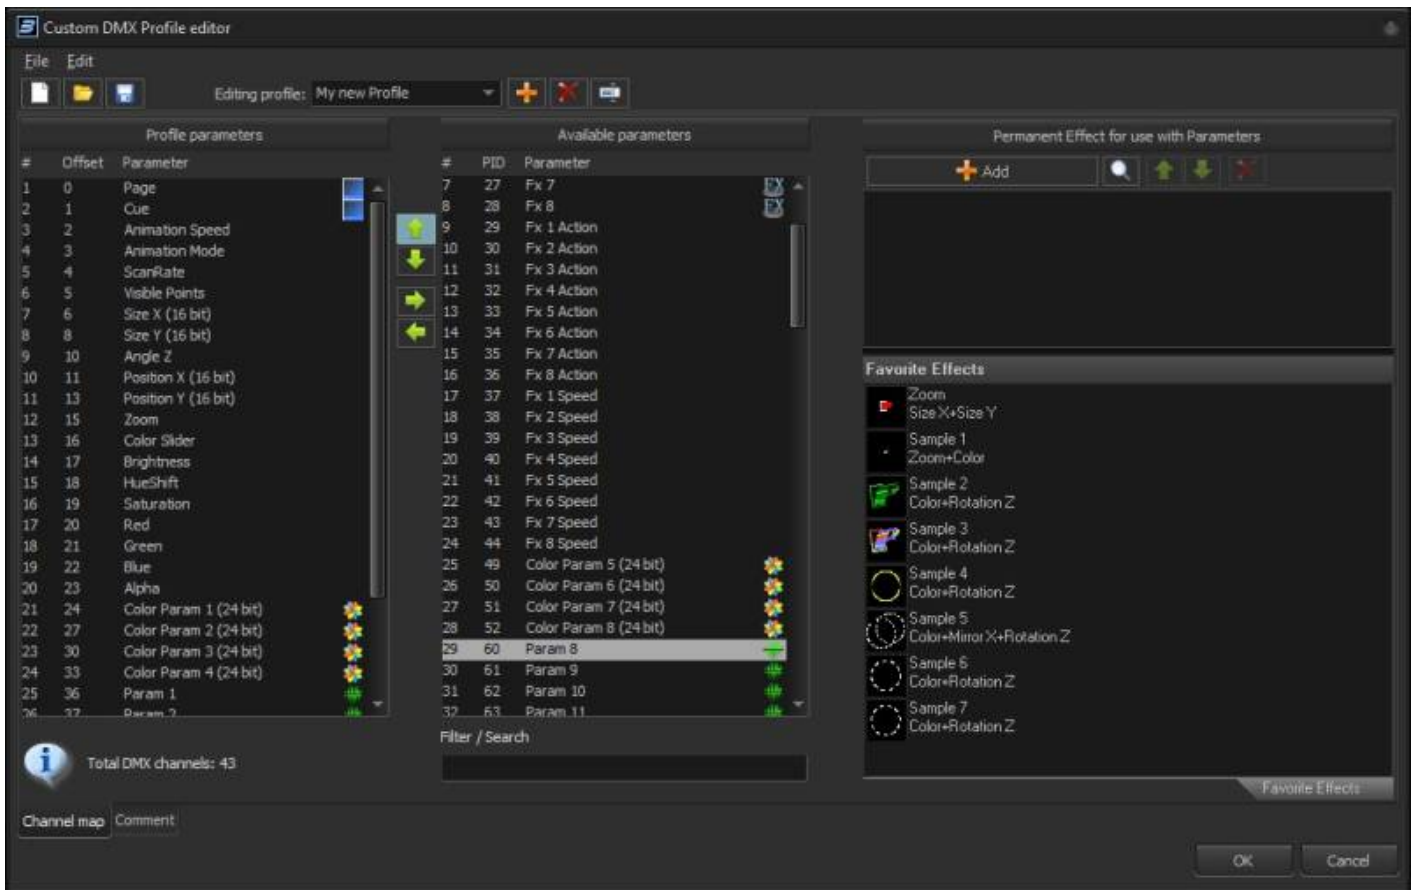 Custom DMX Profile editor
File Edit
Editing profile: My new Profile
Profile parameters
# Offset Parameter
1 0 Page
2 1 Cue
3 2 Animation Speed
4 3 Animation Mode
5 4 ScanRate
6 5 Visible Points
7 6 Size X (16 bit)
8 8 Size Y (16 bit)
9 10 Angle Z
10 11 Position X (16 bit)
11 13 Position Y (16 bit)
12 15 Zoom
13 16 Color Slider
14 17 Brightness
15 18 HueShift
16 19 Saturation
17 20 Red
18 21 Green
19 22 Blue
20 23 Alpha
21 24 Color Param 1 (24 bit)
22 27 Color Param 2 (24 bit)
23 30 Color Param 3 (24 bit)
24 33 Color Param 4 (24 bit)
25 36 Param 1
26 37 Param 2
Total DMX channels: 43
Available parameters
# PID Parameter
7 27 Fx 7 FX
8 28 Fx 8 FX
9 29 Fx 1 Action
10 30 Fx 2 Action
11 31 Fx 3 Action
12 32 Fx 4 Action
13 33 Fx 5 Action
14 34 Fx 6 Action
15 35 Fx 7 Action
16 36 Fx 8 Action
17 37 Fx 1 Speed
18 38 Fx 2 Speed
19 39 Fx 3 Speed
20 40 Fx 4 Speed
21 41 Fx 5 Speed
22 42 Fx 6 Speed
23 43 Fx 7 Speed
24 44 Fx 8 Speed
25 49 Color Param 5 (24 bit)
26 50 Color Param 6 (24 bit)
27 51 Color Param 7 (24 bit)
28 52 Color Param 8 (24 bit)
29 60 Param 8
30 61 Param 9
31 62 Param 10
32 63 Param 11
Filter / Search
Permanent Effect for use with Parameters
Add
Favorite Effects
Zoom
Size X+Size Y
Sample 1
Zoom+Color
Sample 2
Color+Rotation Z
Sample 3
Color+Rotation Z
Sample 4
Color+Rotation Z
Sample 5
Color+Mirror X+Rotation Z
Sample 6
Color+Rotation Z
Sample 7
Color+Rotation Z
Favorite Effects
Channel map Comment
OK Cancel